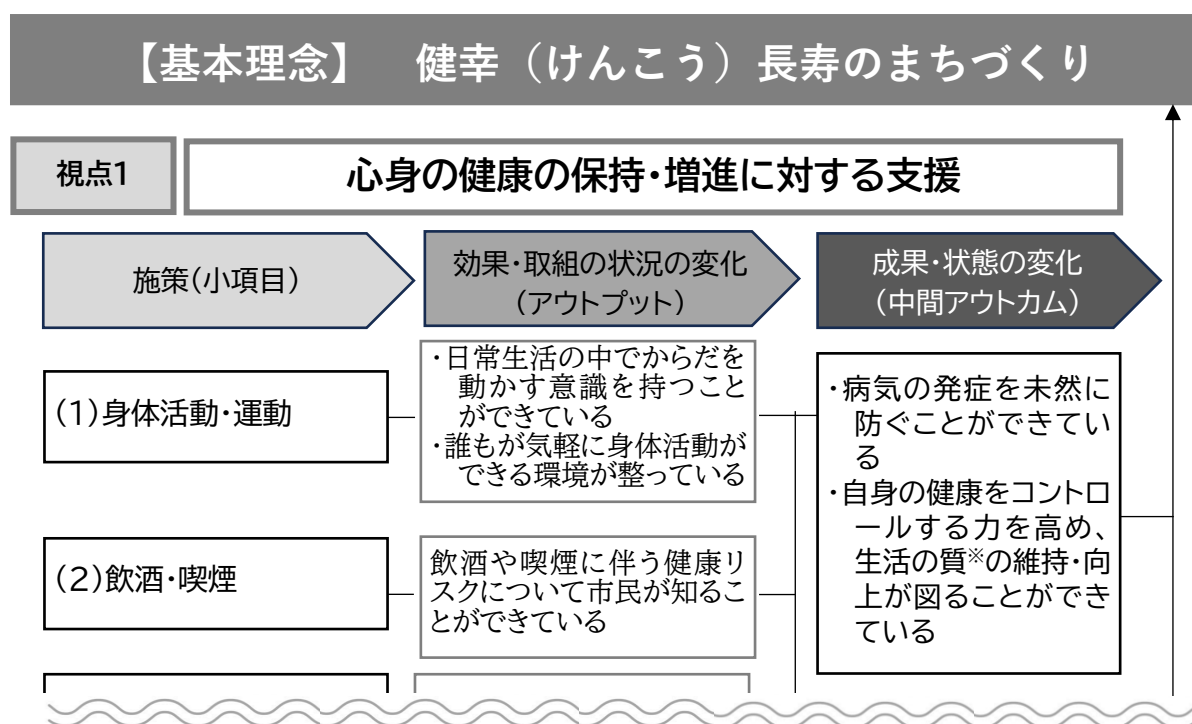 【基本理念】　健幸（けんこう）長寿のまちづくり
視点1
心身の健康の保持・増進に対する支援
施策(小項目)
効果・取組の状況の変化
(アウトプット)
成果・状態の変化
(中間アウトカム)
(1)身体活動・運動
・日常生活の中でからだを
動かす意識を持つこと
ができている
・誰もが気軽に身体活動が
できる環境が整っている
・病気の発症を未然に
防ぐことができてい
る
・自身の健康をコントロ
ールする力を高め、
生活の質※の維持・向
上が図ることができ
ている
(2)飲酒・喫煙
飲酒や喫煙に伴う健康リ
スクについて市民が知るこ
とができている